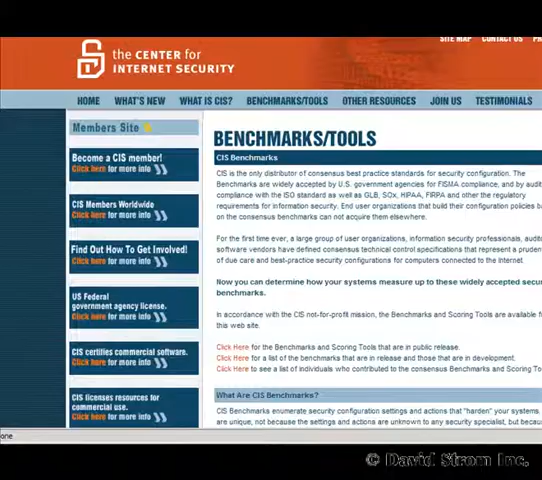 SITE MAP CONTACT US
the CENTER for
INTERNET SECURITY
HOME WHAT'S NEW WHAT IS CIS? BENCHMARKS/TOOLS OTHER RESOURCES JOIN US TESTIMONIALS
Members Site
Become a CIS member!
Click here for more info
CIS Members Worldwide
Click here for more info
Find Out How To Get Involved!
Click here for more info
US Federal
government agency license.
Click here for more info
CIS certifies commercial software.
Click here for more info
CIS licenses resources for
commercial use.
Click here for more info
BENCHMARKS/TOOLS
CIS Benchmarks
CIS is the only distributor of consensus best practice standards for security configuration. The
Benchmarks are widely accepted by U.S. government agencies for FISMA compliance, and by
compliance with the ISO standard as well as GLB, SOx, HIPAA, FIRPA and other the regulatory
requirements for information security. End user organizations that build their configuration policies
on the consensus benchmarks can not acquire them elsewhere.
For the first time ever, a large group of user organizations, information security professionals,
software vendors have defined consensus technical control specifications that represent a
of due care and best-practice security configurations for computers connected to the Internet.
Now you can determine how your systems measure up to these widely accepted
benchmarks.
In accordance with the CIS not-for-profit mission, the Benchmarks and Scoring Tools are available
this web site.
Click Here for the Benchmarks and Scoring Tools that are in public release.
Click Here for a list of the benchmarks that are in release and those that are in development.
Click Here to see a list of individuals who contributed to the consensus Benchmarks and Scoring
What Are CIS Benchmarks?
CIS Benchmarks enumerate security configuration settings and actions that "harden" your systems
are unique, not because the settings and actions are unknown to any security specialist, but
one
© David Strom Inc.